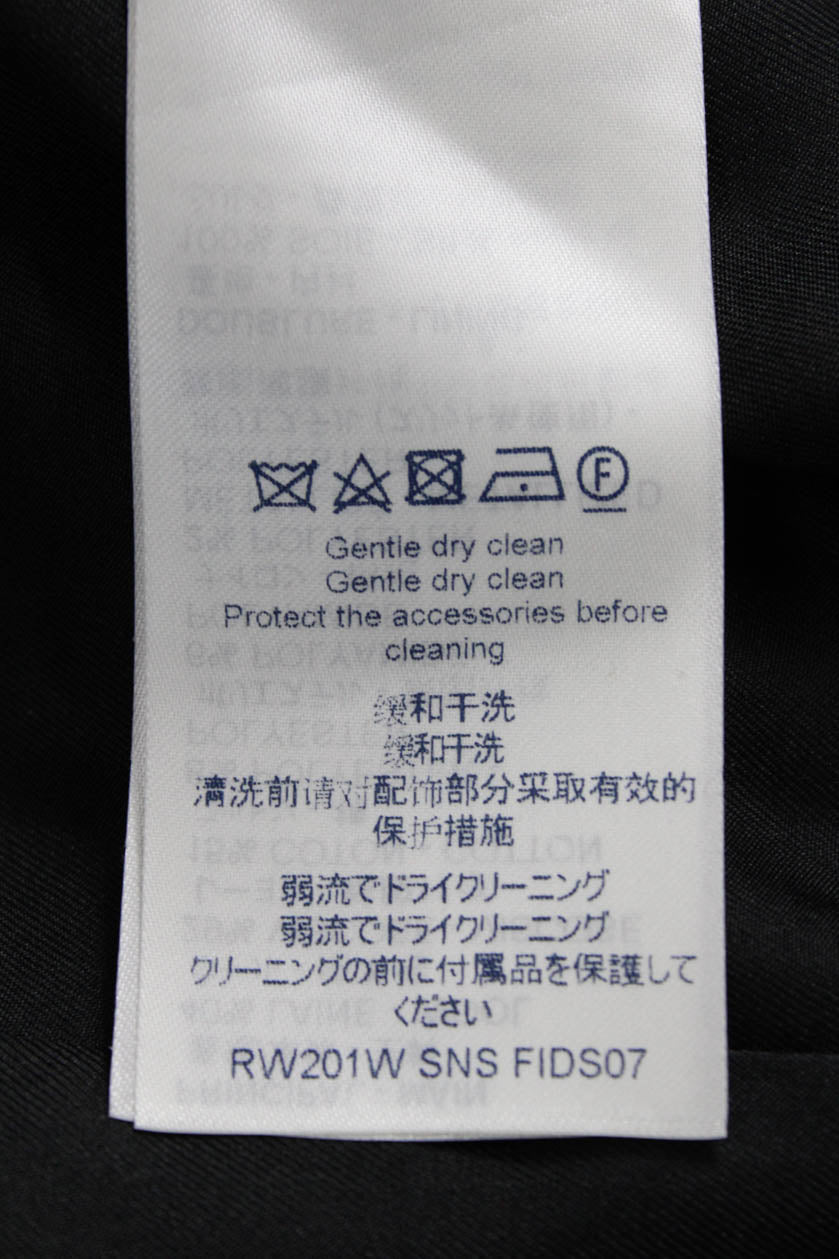 F
Gentle dry clean
Gentle dry clean
Protect the accessories before
cleaning
缓和干洗
缓和干洗
清洗前请对配饰部分采取有效的
保护措施
弱流でドライクリーニング
弱流でドライクリーニング
クリーニングの前に付属品を保護して
ください
RW201W SNS FIDS07